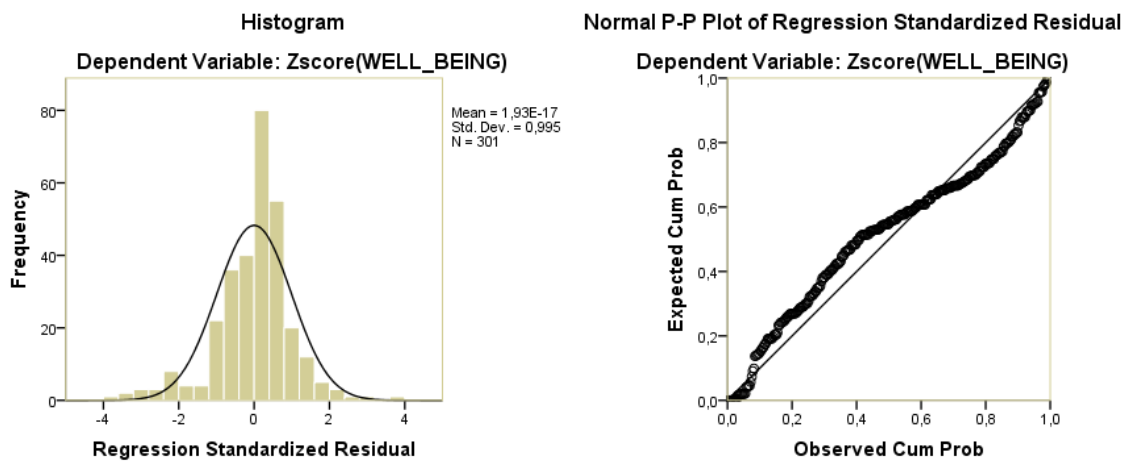 Histogram
Dependent Variable: Zscore(WELL_BEING)
Mean = 1,93E-17
Std. Dev. = 0,995
N = 301
Frequency
80
60
40
20
0
-4 -2 0 2 4
Regression Standardized Residual
Normal P-P Plot of Regression Standardized Residual
Dependent Variable: Zscore(WELL_BEING)
Expected Cum Prob
1,0
0,8
0,6
0,4
0,2
0,0
0,0 0,2 0,4 0,6 0,8 1,0
Observed Cum Prob